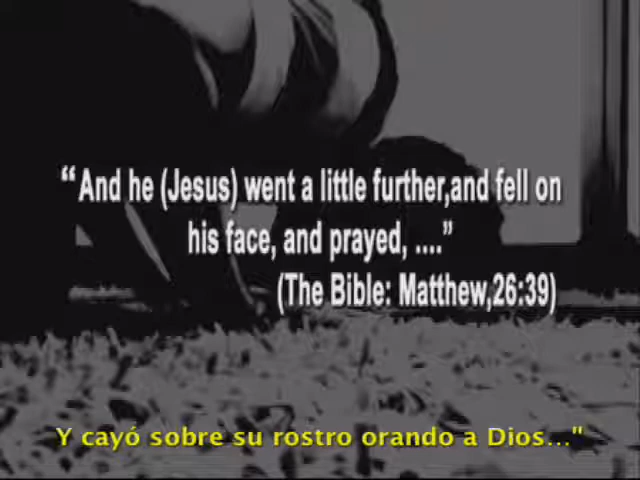 “And he (Jesus) went a little further,and fell on
his face, and prayed, ....”
(The Bible: Matthew,26:39)
Y cayó sobre su rostro orando a Dios..."